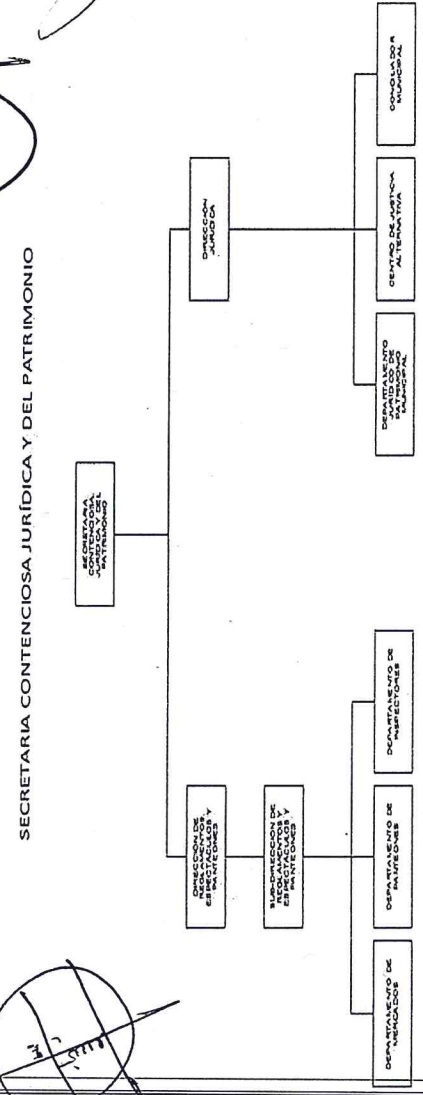 SECRETARIA CONTENCIOSA JURÍDICA Y DEL PATRIMONIO
SECRETARIA
CONTENCIOSA
JURÍDICA Y DEL
PATRIMONIO
DIRECCIÓN DE
REGLAMENTOS,
ESPECTÁCULOS Y
PANTEONES
DIRECCIÓN
JURÍDICA
SUB-DIRECCIÓN DE
REGLAMENTOS Y
ESPECTÁCULOS Y
PANTEONES
DEPARTAMENTO DE
MERCADOS
DEPARTAMENTO DE
PANTEONES
DEPARTAMENTO DE
INSPECTORES
DEPARTAMENTO
JURÍDICO DE
PATRIMONIO
MUNICIPAL
CENTRO DE JUSTICIA
ALTERNATIVA
CONCILIADOR
MUNICIPAL